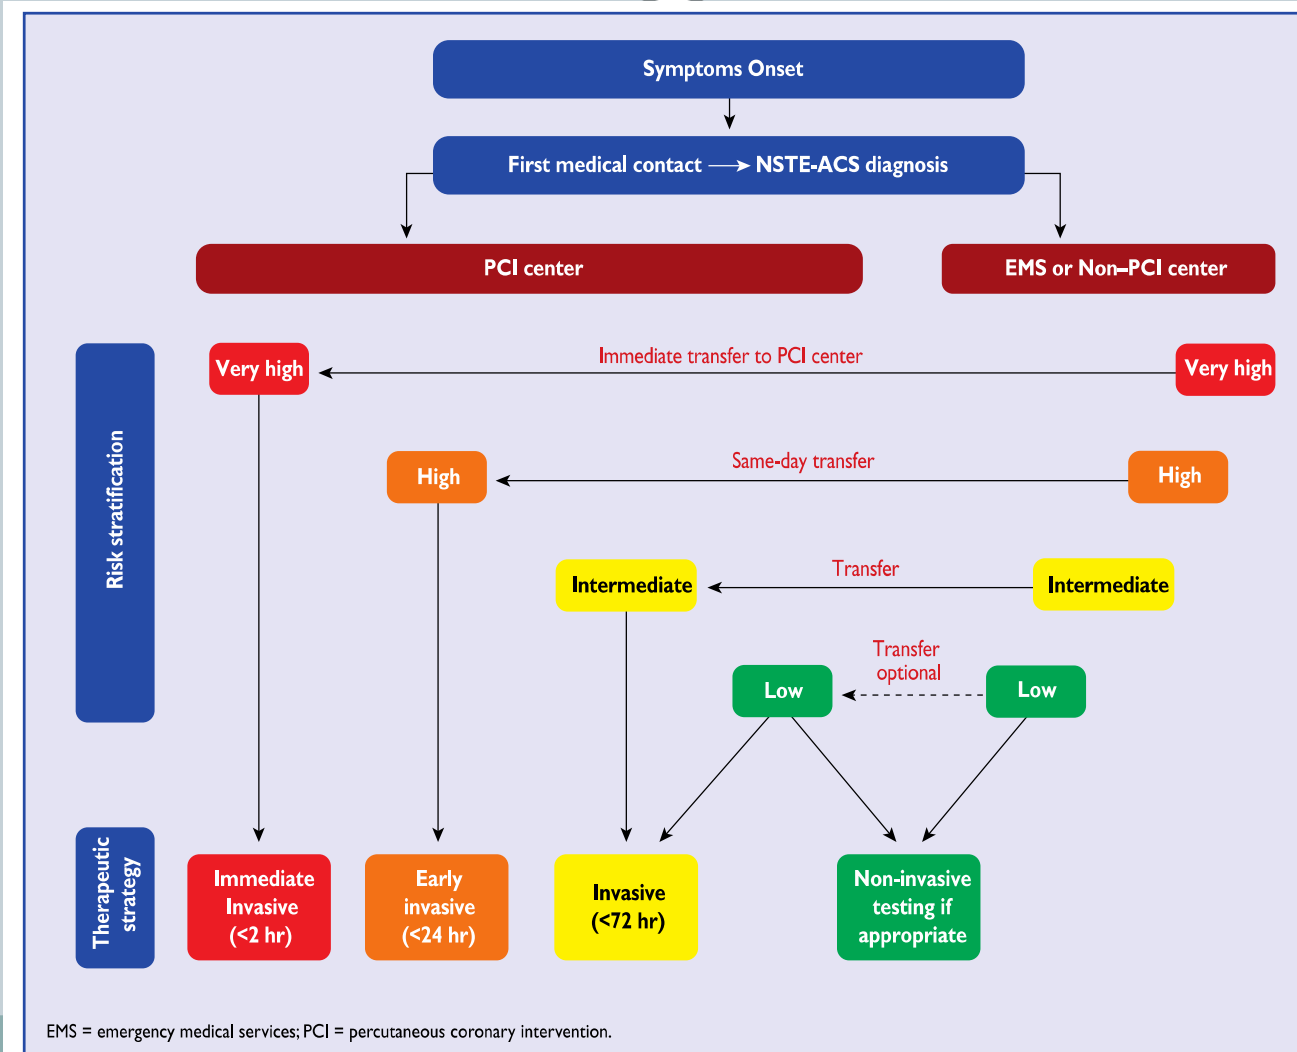 Symptoms Onset
First medical contact → NSTE-ACS diagnosis
PCI center
EMS or Non–PCI center
Risk stratification
Very high
Immediate transfer to PCI center
Very high
High
Same-day transfer
High
Intermediate
Transfer
Intermediate
Transfer
optional
Low
Low
Therapeutic
strategy
Immediate
Invasive
(<2 hr)
Early
invasive
(<24 hr)
Invasive
(<72 hr)
Non-invasive
testing if
appropriate
EMS = emergency medical services; PCI = percutaneous coronary intervention.